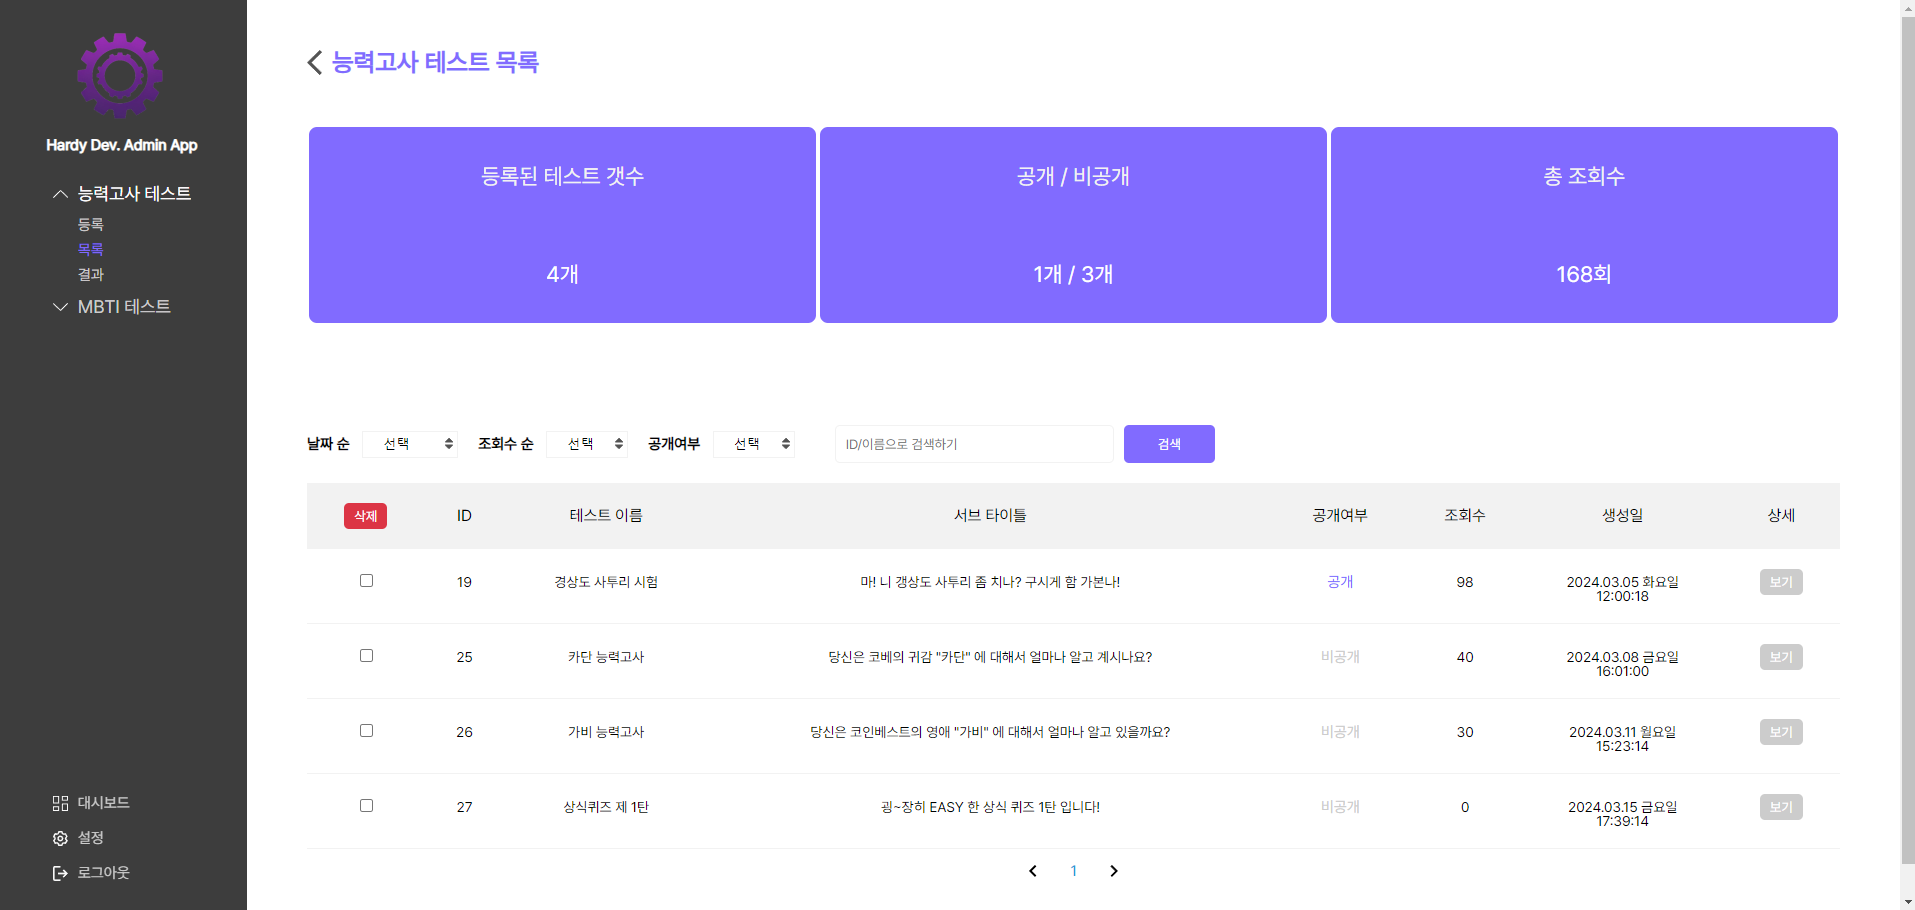 Hardy Dev. Admin App
능력고사 테스트
등록
목록
결과
MBTI 테스트
대시보드
설정
로그아웃
능력고사 테스트 목록
등록된 테스트 갯수
4개
공개 / 비공개
1개 / 3개
총 조회수
168회
날짜 순 선택 조회수 순 선택 공개여부 선택 ID/이름으로 검색하기 검색
삭제 ID 테스트 이름 서브 타이틀 공개여부 조회수 생성일 상세
19 경상도 사투리 시험 마! 니 갱상도 사투리 좀 치나? 구시게 함 가본나! 공개 98 2024.03.05 화요일 보기
12:00:18
25 카단 능력고사 당신은 코베의 귀감 "카단" 에 대해서 얼마나 알고 계시나요? 비공개 40 2024.03.08 금요일 보기
16:01:00
26 가비 능력고사 당신은 코인베스트의 영애 "가비" 에 대해서 얼마나 알고 있을까요? 비공개 30 2024.03.11 월요일 보기
15:23:14
27 상식퀴즈 제 1탄 굉~장히 EASY 한 상식 퀴즈 1탄 입니다! 비공개 0 2024.03.15 금요일 보기
17:39:14
1